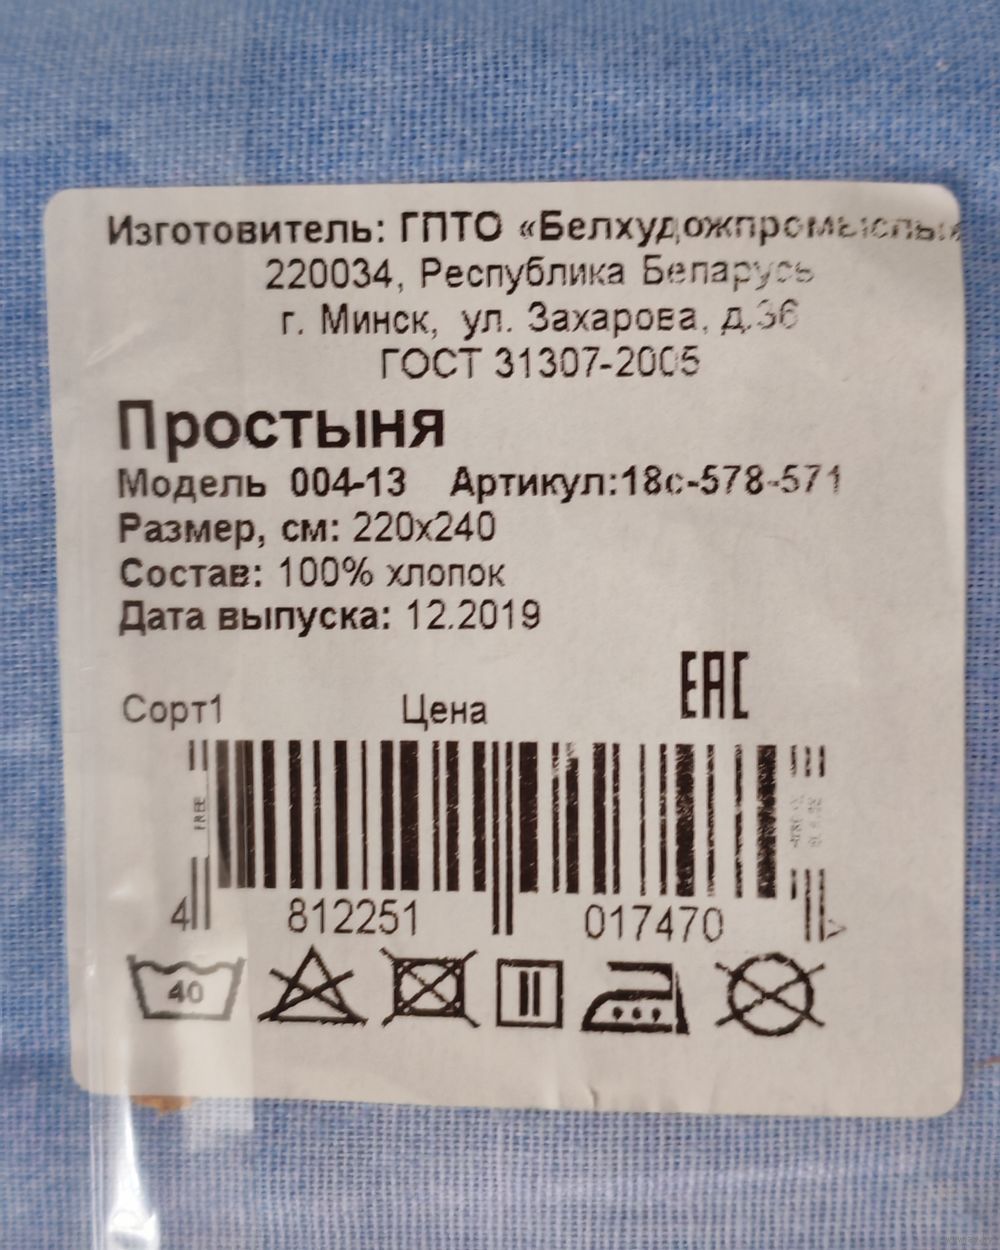 Изготовитель: ГПТО «Белхудожпромыслы»
220034, Республика Беларусь
г. Минск, ул. Захарова, д.36
ГОСТ 31307-2005
Простыня
Модель 004-13 Артикул:18с-578-571
Размер, см: 220х240
Состав: 100% хлопок
Дата выпуска: 12.2019
ЕАС
Сорт1 Цена
FREE
4 812251 017470 >
40